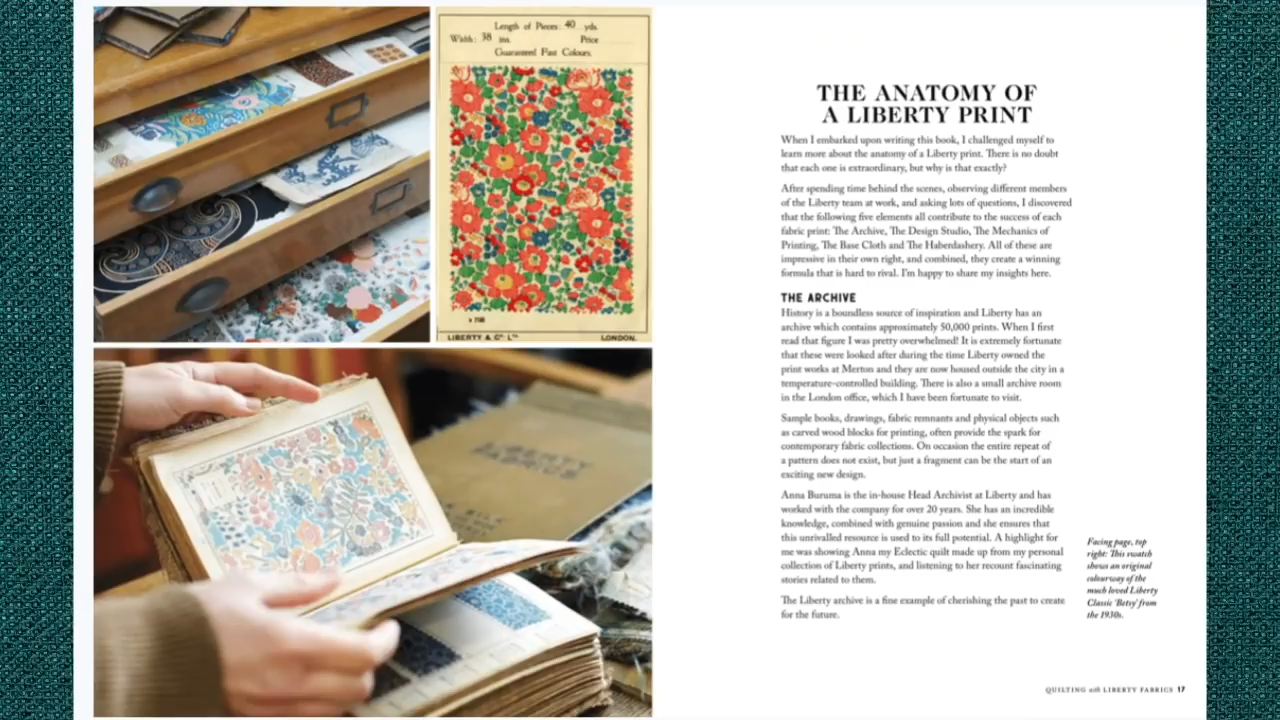 Length of Pieces: 40 yds.
Width: 38 ins. Price
Guaranteed Fast Colours.
LIBERTY & Co. LTD LONDON.
THE ANATOMY OF
A LIBERTY PRINT
When I embarked upon writing this book, I challenged myself to
learn more about the anatomy of a Liberty print. There is no doubt
that each one is extraordinary, but why is that exactly?
After spending time behind the scenes, observing different members
of the Liberty team at work, and asking lots of questions, I discovered
that the following five elements all contribute to the success of each
fabric print: The Archive, The Design Studio, The Mechanics of
Printing, The Base Cloth and The Haberdashery. All of these are
impressive in their own right, and combined, they create a winning
formula that is hard to rival. I'm happy to share my insights here.
THE ARCHIVE
History is a boundless source of inspiration and Liberty has an
archive which contains approximately 50,000 prints. When I first
read that figure I was pretty overwhelmed! It is extremely fortunate
that these were looked after during the time Liberty owned the
print works at Merton and they are now housed outside the city in a
temperature-controlled building. There is also a small archive room
in the London office, which I have been fortunate to visit.
Sample books, drawings, fabric remnants and physical objects such
as carved wood blocks for printing, often provide the spark for
contemporary fabric collections. On occasion the entire repeat of
a pattern does not exist, but just a fragment can be the start of an
exciting new design.
Anna Buruma is the in-house Head Archivist at Liberty and has
worked with the company for over 20 years. She has an incredible
knowledge, combined with genuine passion and she ensures that
this unrivalled resource is used to its full potential. A highlight for
me was showing Anna my Eclectic quilt made up from my personal
collection of Liberty prints, and listening to her recount fascinating
stories related to them.
The Liberty archive is a fine example of cherishing the past to create
for the future.
Facing page, top
right: This swatch
shows an original
colourway of the
much loved Liberty
Classic 'Betsy' from
the 1930s.
QUILTING with LIBERTY FABRICS 17